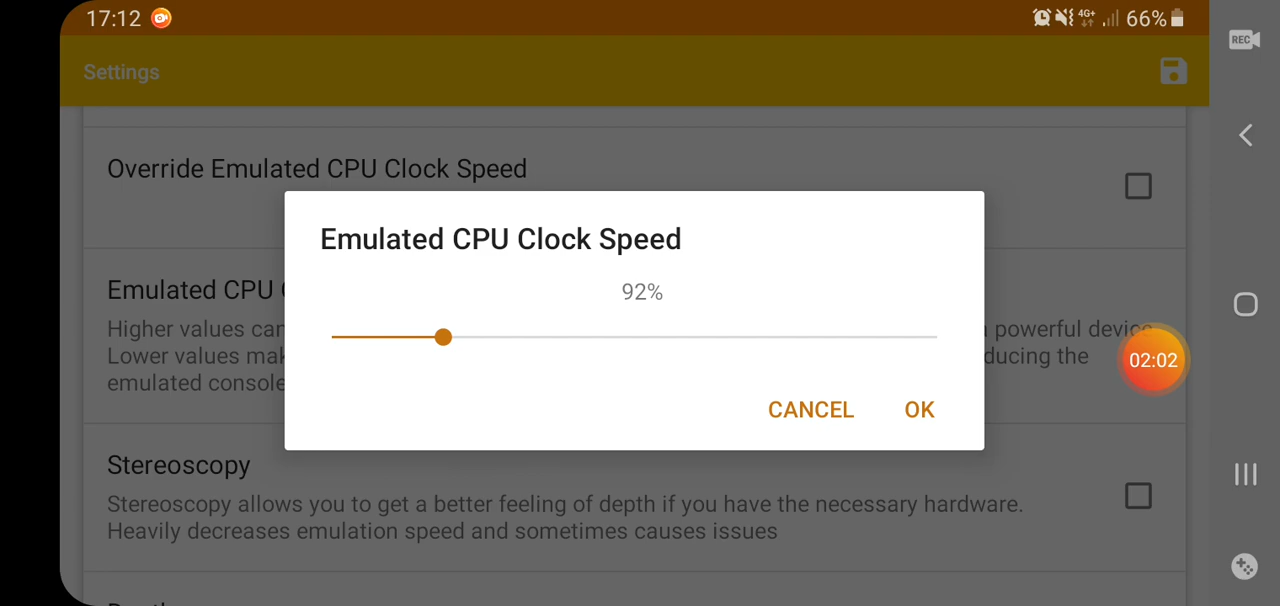 17:12
4G+
66%
REC
Settings
Override Emulated CPU Clock Speed
Emulated CPU Clock Speed
92%
CANCEL
OK
Emulated CPU
Higher values can
powerful device
Lower values mak
ducing the
emulated console
02:02
Stereoscopy
Stereoscopy allows you to get a better feeling of depth if you have the necessary hardware.
Heavily decreases emulation speed and sometimes causes issues